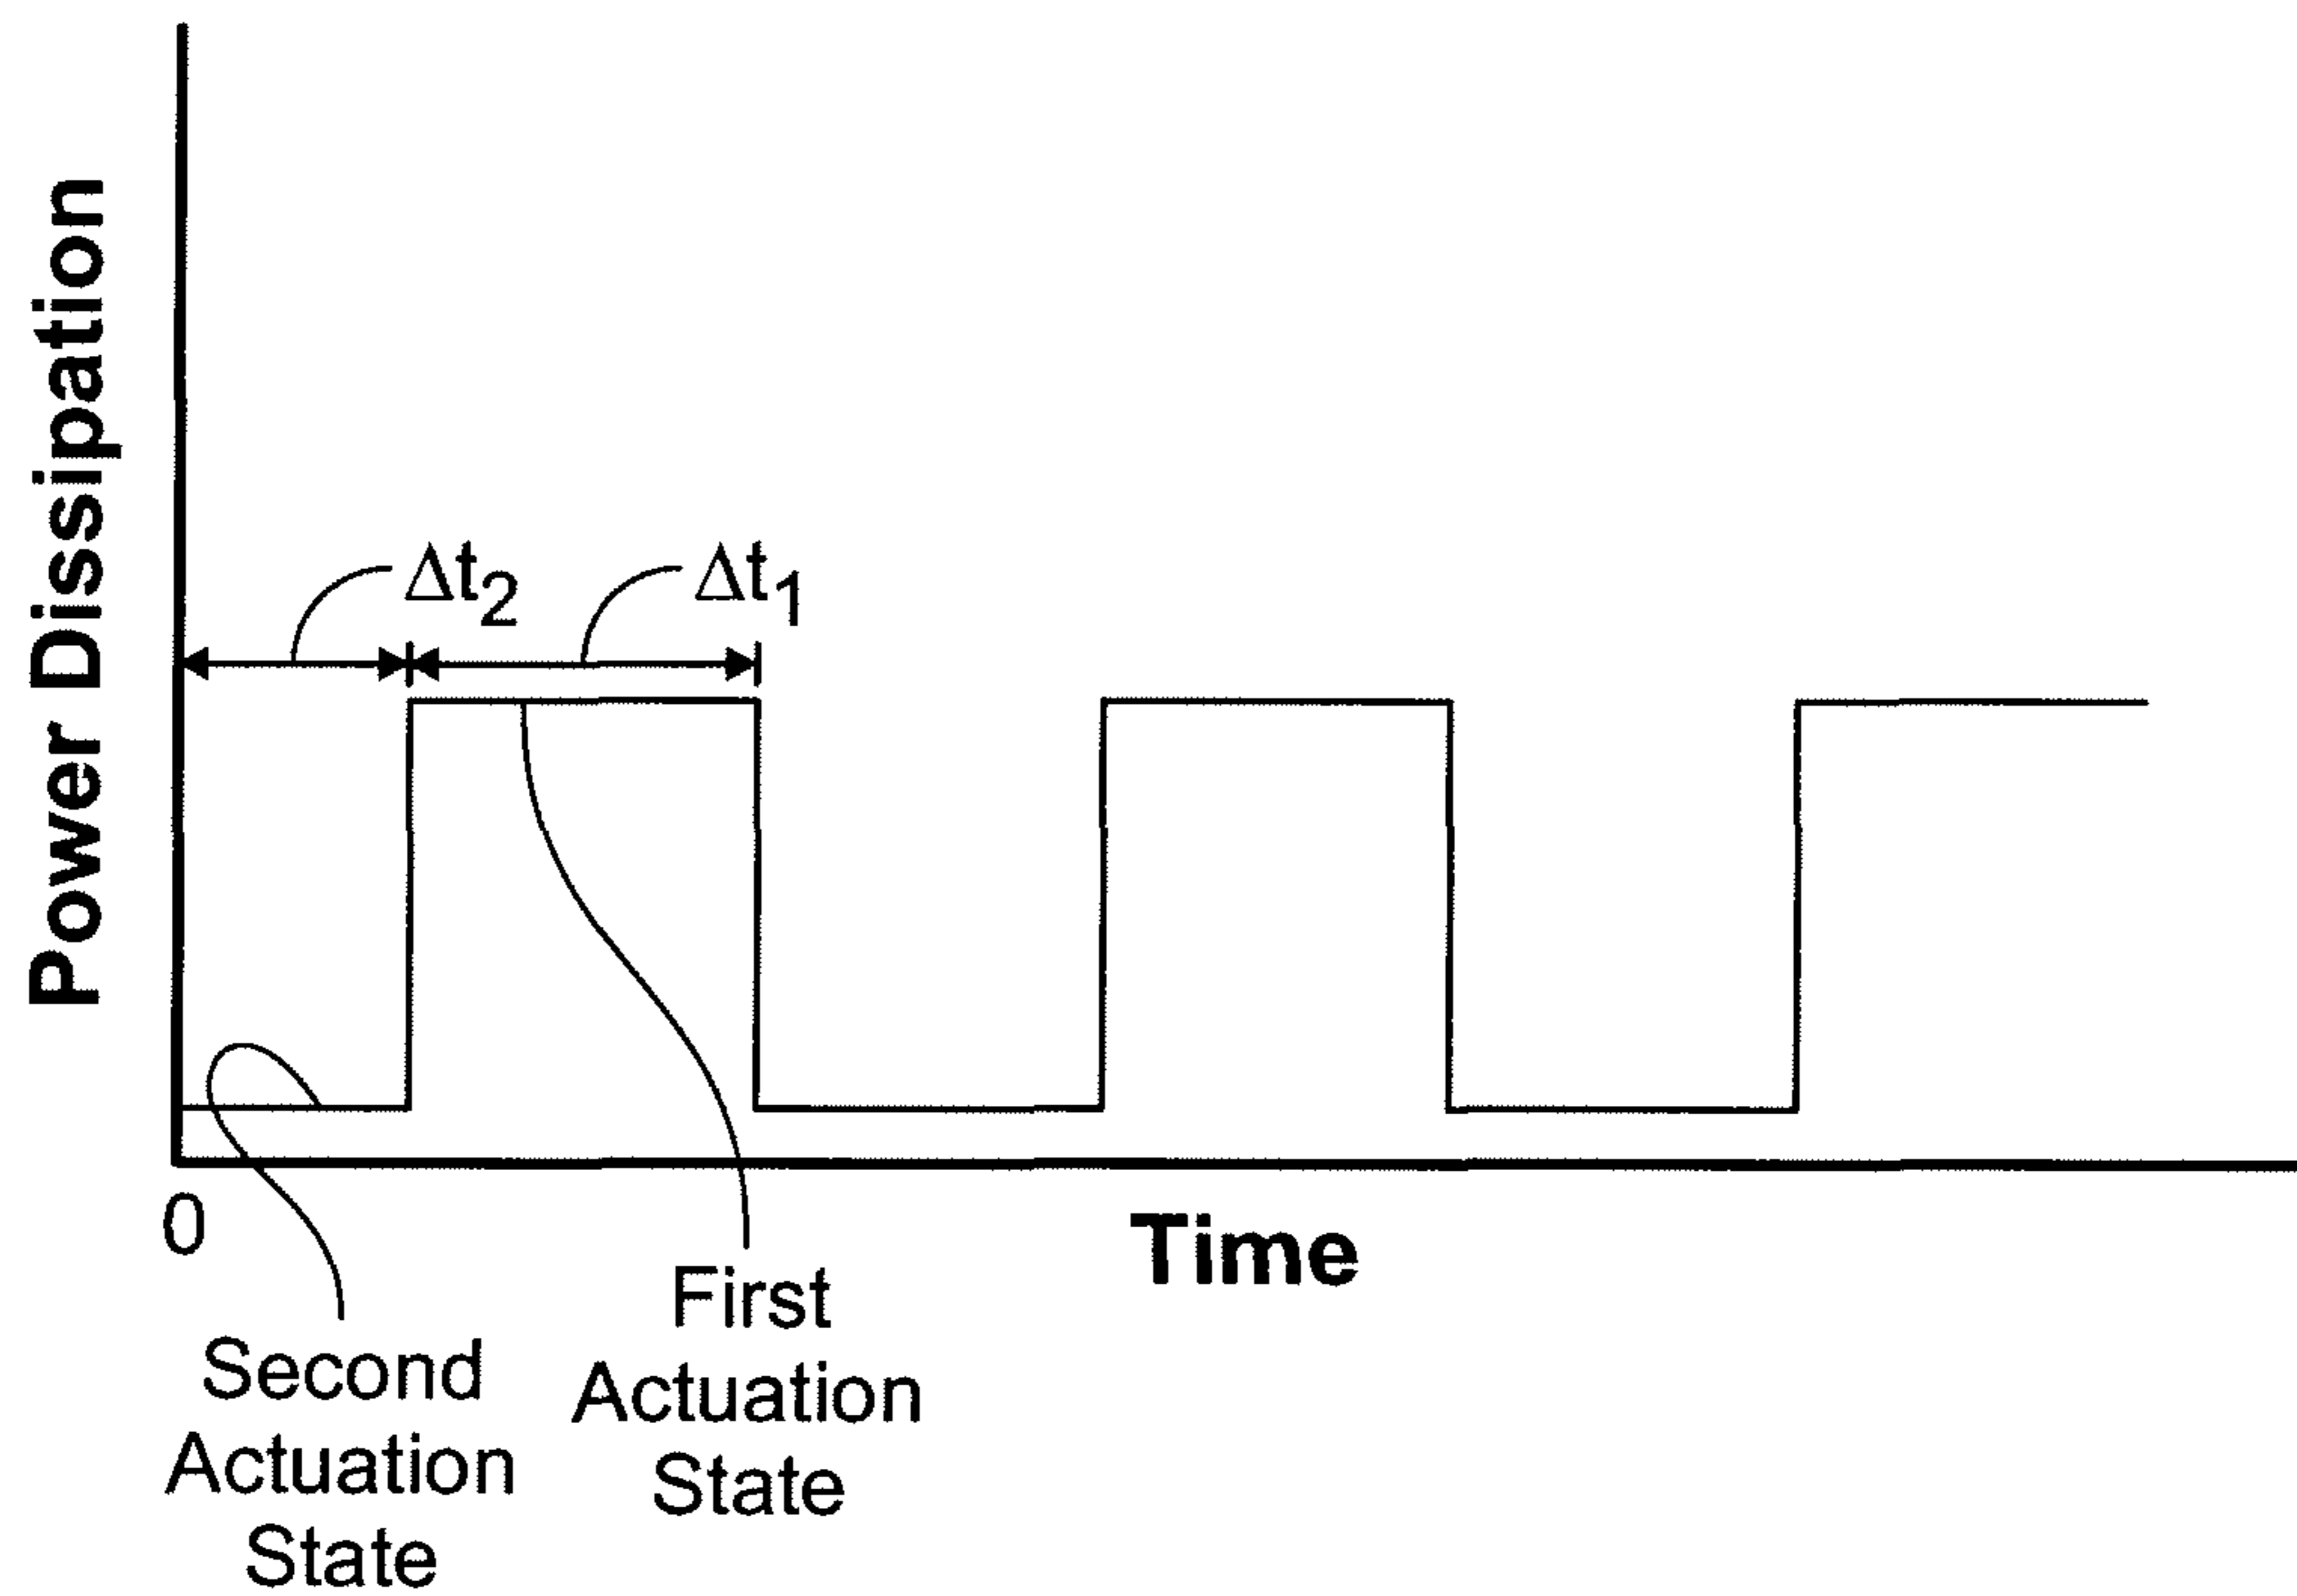 Power Dissipation
Δt2
Δt1
0
Time
First
Actuation
State
Second
Actuation
State